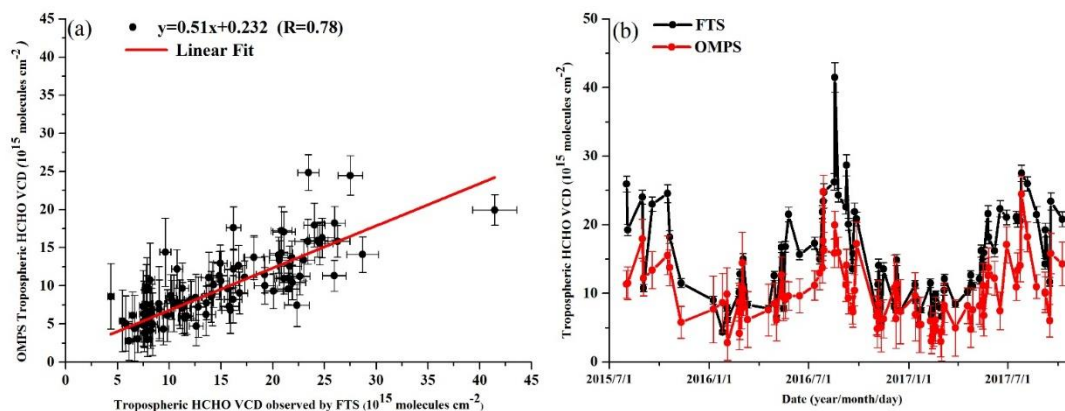 (a)
y=0.51x+0.232 (R=0.78)
Linear Fit
OMPS Tropospheric HCHO VCD (10^15 molecules cm^-2)
45
40
35
30
25
20
15
10
5
0
0 5 10 15 20 25 30 35 40 45
Tropospheric HCHO VCD observed by FTS (10^15 molecules cm^-2)
(b)
FTS
OMPS
Tropospheric HCHO VCD (10^15 molecules cm^-2)
50
40
30
20
10
0
2015/7/1 2016/1/1 2016/7/1 2017/1/1 2017/7/1
Date (year/month/day)